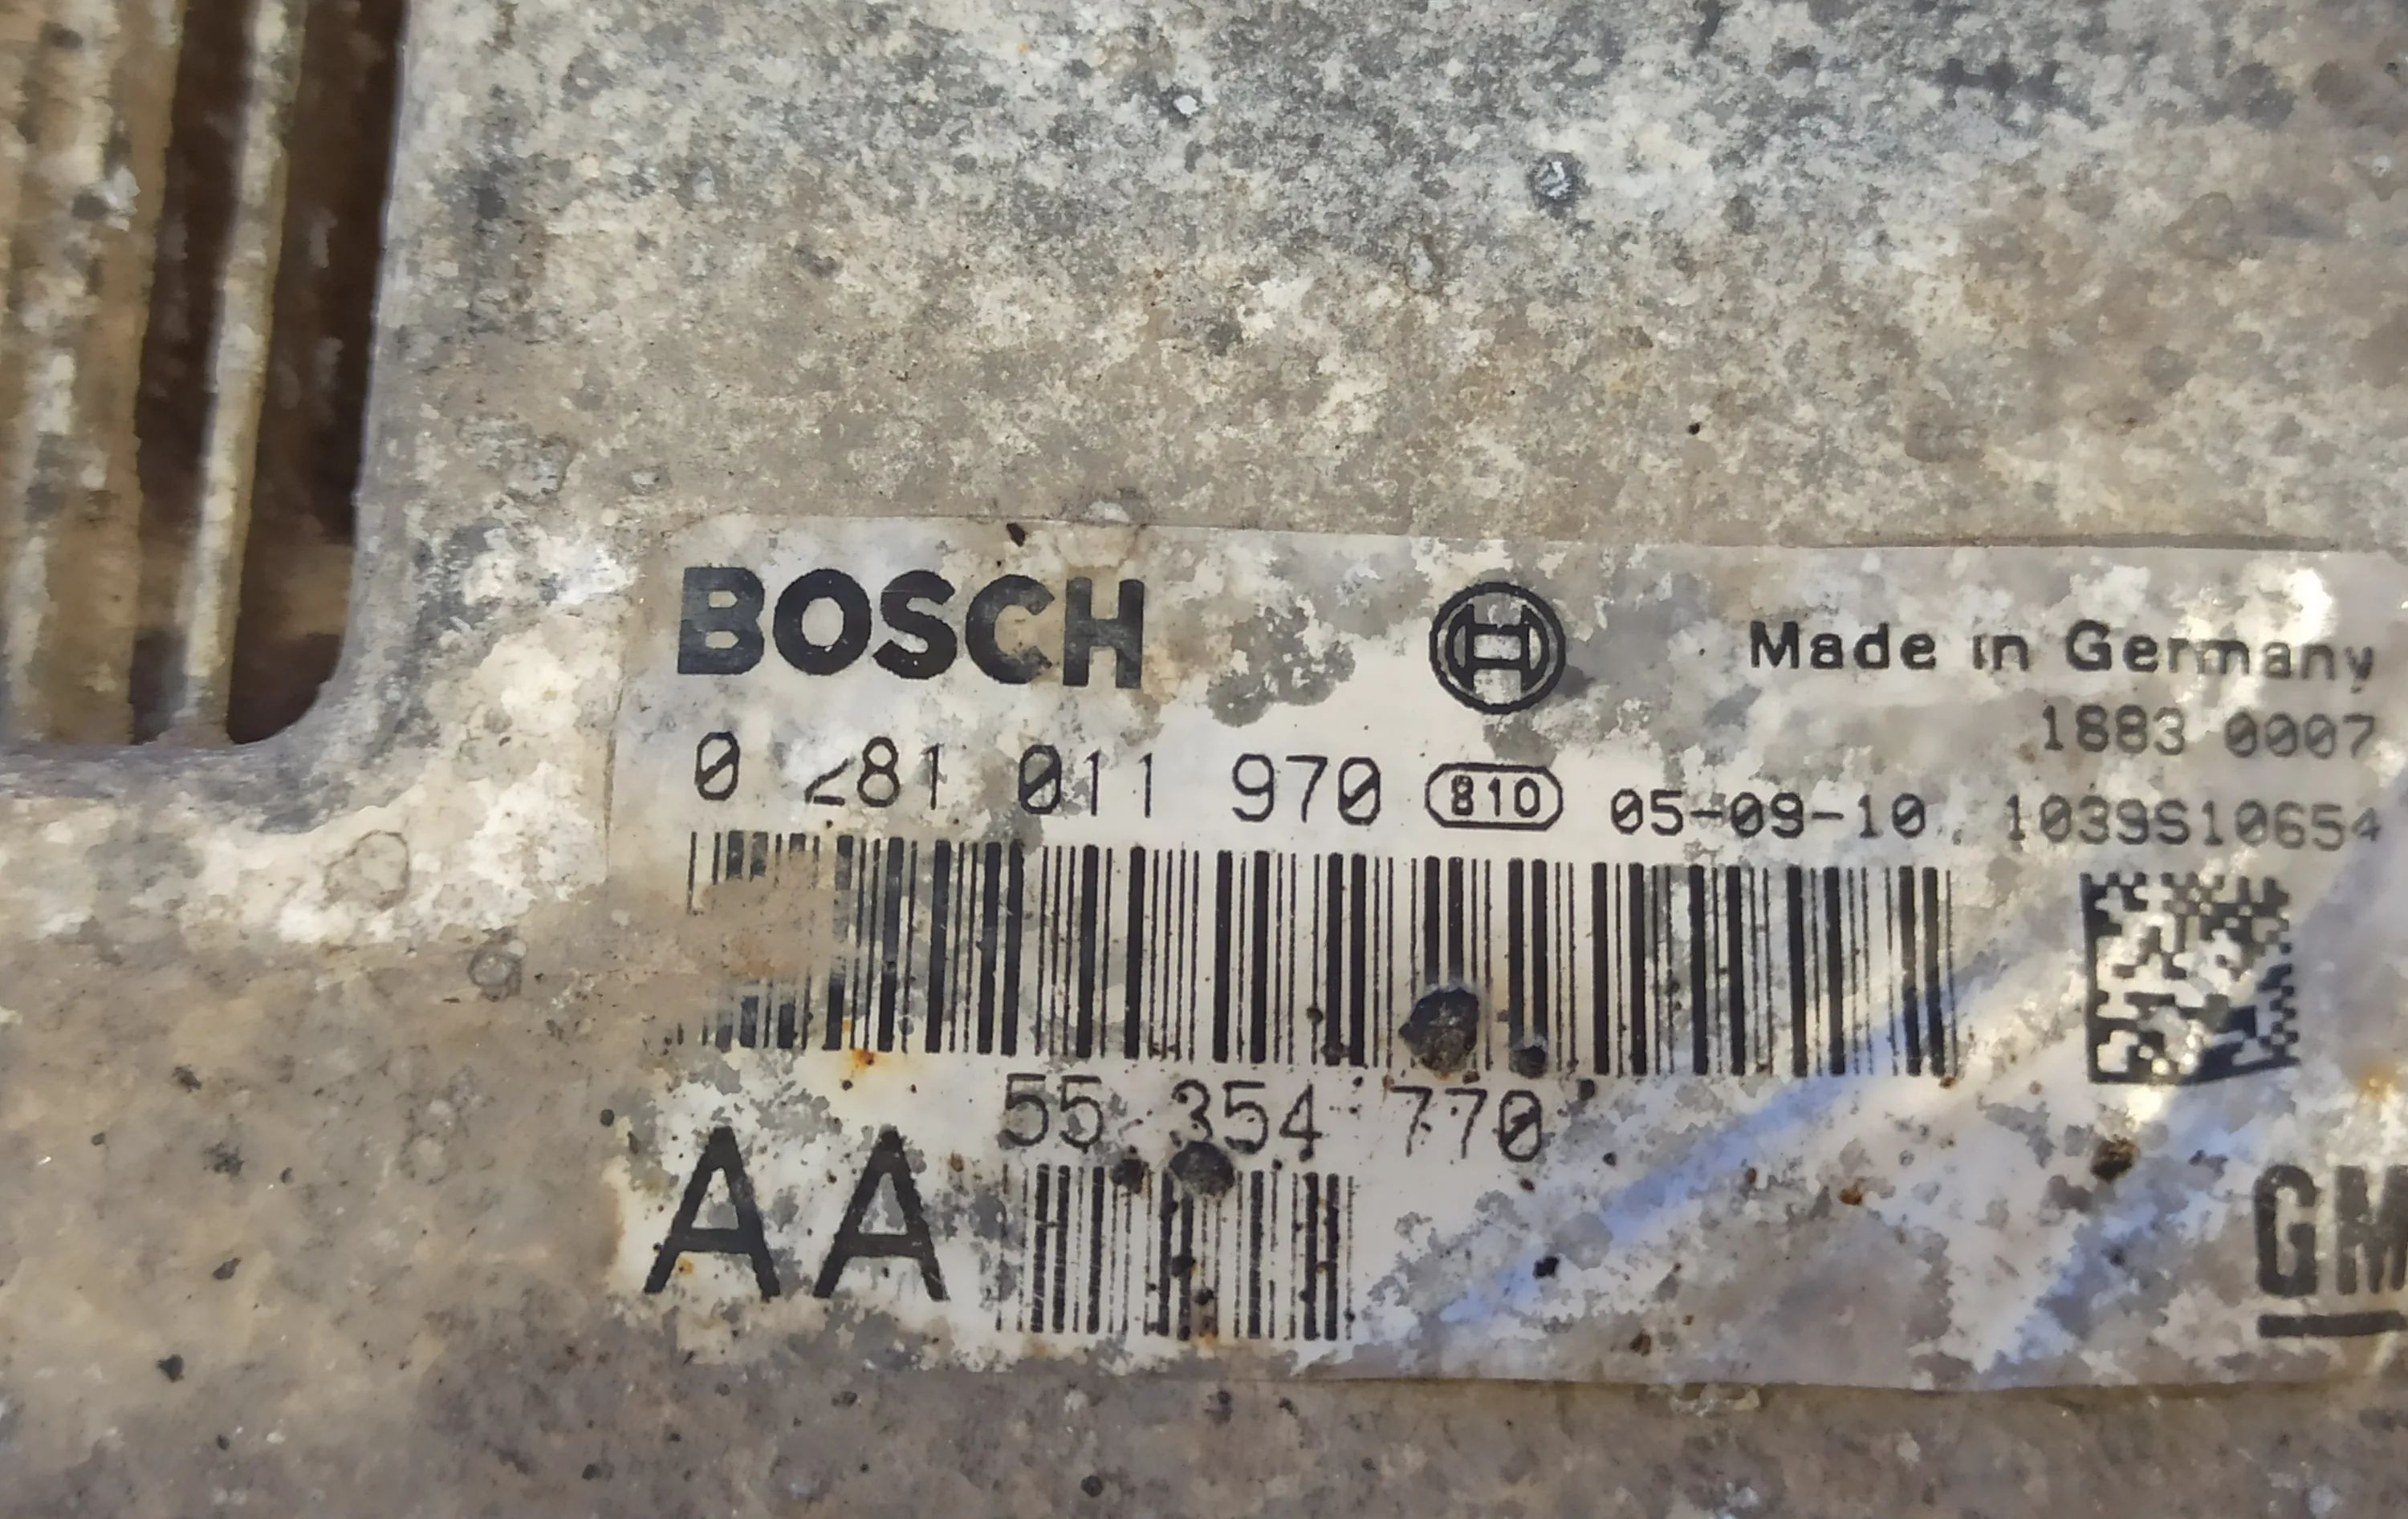 BOSCH
Made in Germany
1883 0007
0 281 011 970 810 05-09-10 1039S10654
55 354 770
AA
GM